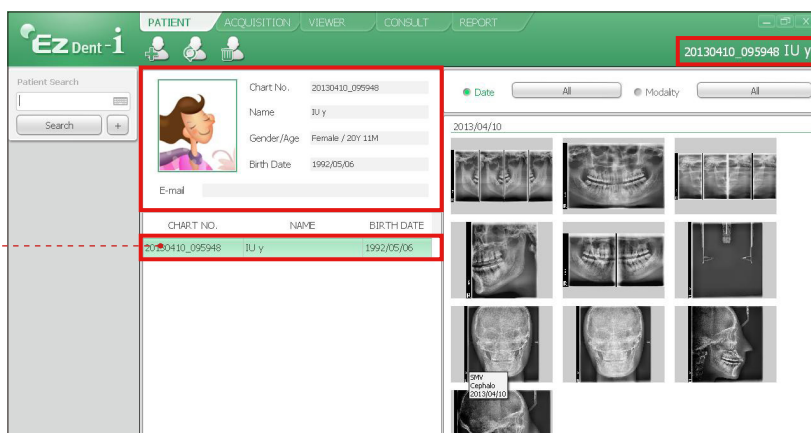 EZ Dent-i
PATIENT ACQUISITION VIEWER CONSULT REPORT
20130410_095948 IU y
Patient Search
Search +
Chart No. 20130410_095948
Name IU y
Gender/Age Female / 20Y 11M
Birth Date 1992/05/06
E-mail
CHART NO. NAME BIRTH DATE
20130410_095948 IU y 1992/05/06
Date All Modality All
2013/04/10
SMV
Cephalo
2013/04/10